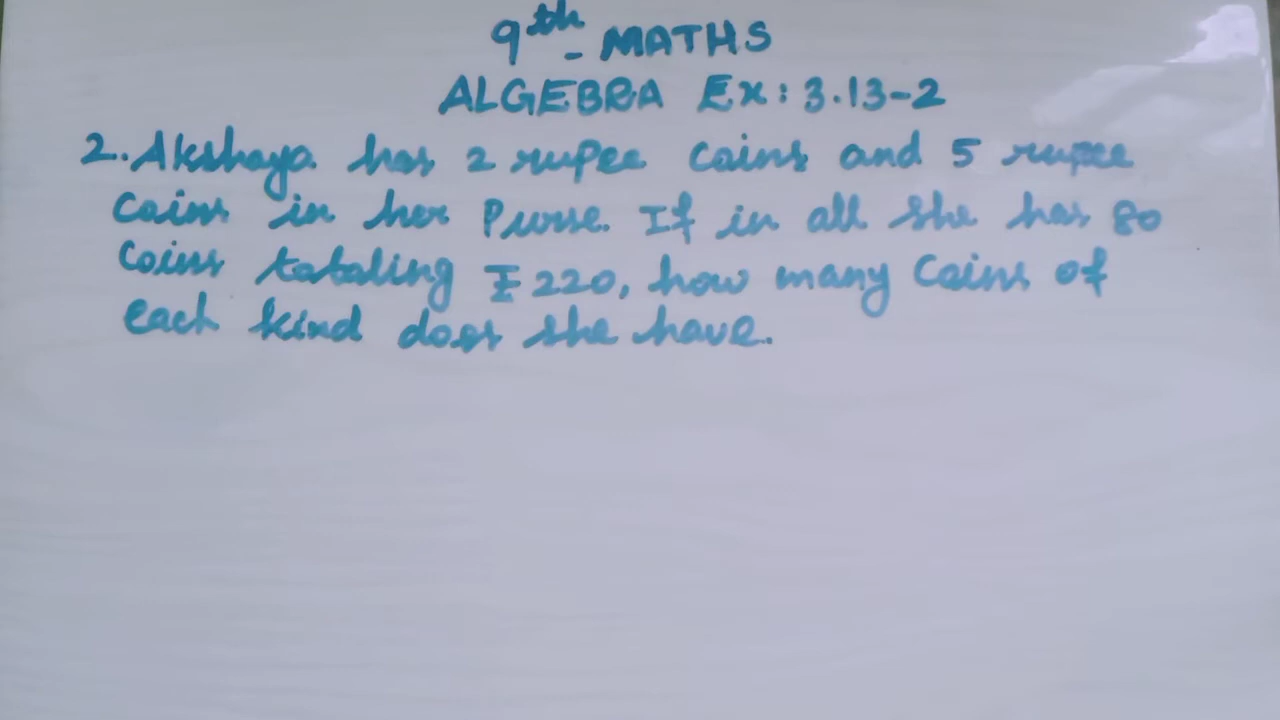 9th - MATHS
ALGEBRA Ex: 3.13-2
2. Akshaya has 2 rupee coins and 5 rupee
coins in her purse. If in all she has 80
coins totaling ₹ 220, how many coins of
each kind does she have.